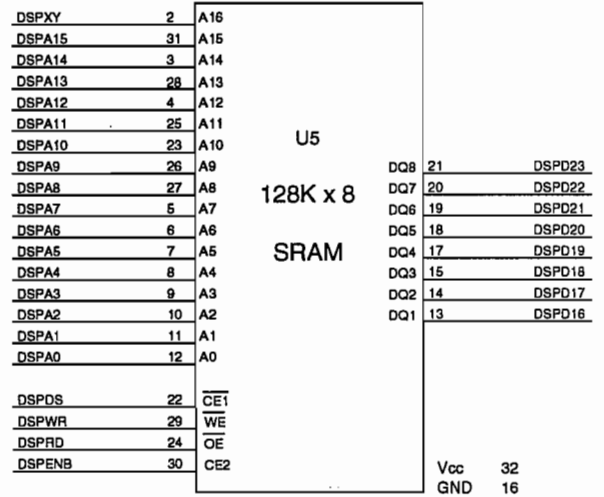 DSPXY 2 A16
DSPA15 31 A15
DSPA14 3 A14
DSPA13 28 A13
DSPA12 4 A12
DSPA11 25 A11
DSPA10 23 A10
DSPA9 26 A9
DSPA8 27 A8
DSPA7 5 A7
DSPA6 6 A6
DSPA5 7 A5
DSPA4 8 A4
DSPA3 9 A3
DSPA2 10 A2
DSPA1 11 A1
DSPA0 12 A0
DSPDS 22 CE1
DSPWR 29 WE
DSPRD 24 OE
DSPENB 30 CE2
U5
128K x 8
SRAM
DQ8 21 DSPD23
DQ7 20 DSPD22
DQ6 19 DSPD21
DQ5 18 DSPD20
DQ4 17 DSPD19
DQ3 15 DSPD18
DQ2 14 DSPD17
DQ1 13 DSPD16
Vcc 32
GND 16